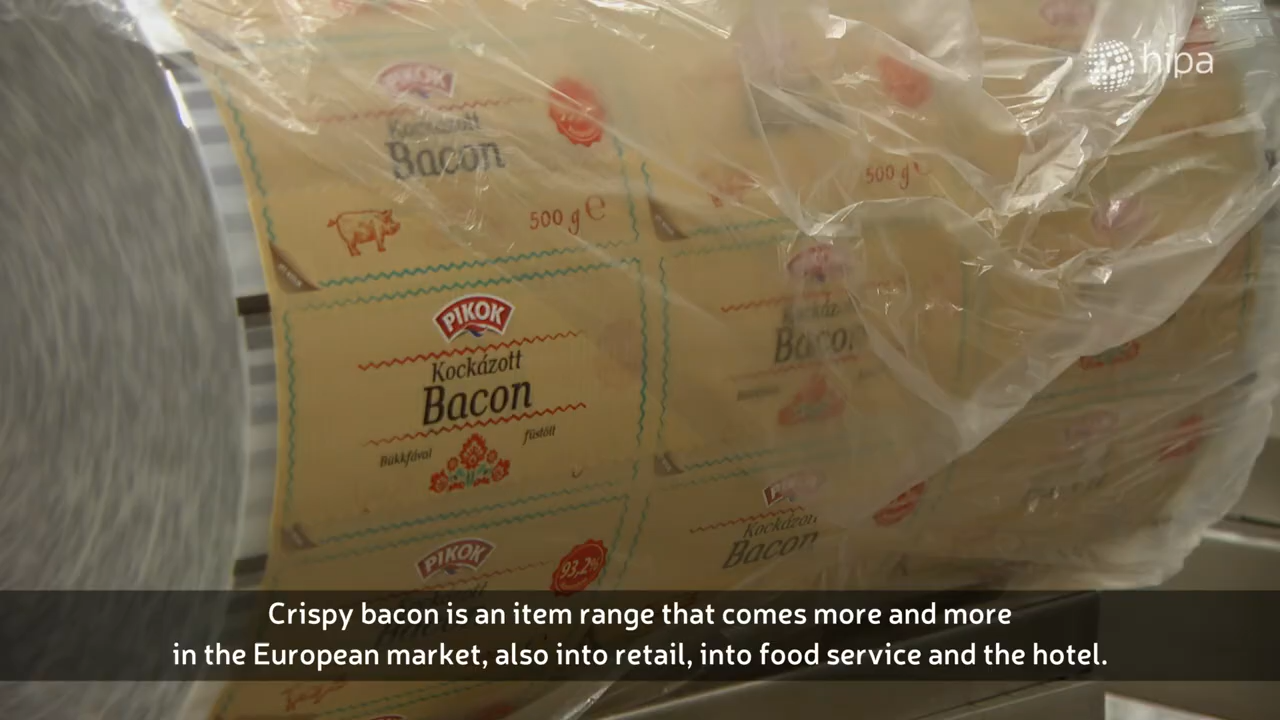 hipa
PIKOK
Kockázott
Bacon
500 g e
500 g
PIKOK
Kockázott
Bacon
Bükkfával
füstölt
Bacon
PIKOK
93,2%
Kockázott
Bacon
Crispy bacon is an item range that comes more and more
in the European market, also into retail, into food service and the hotel.